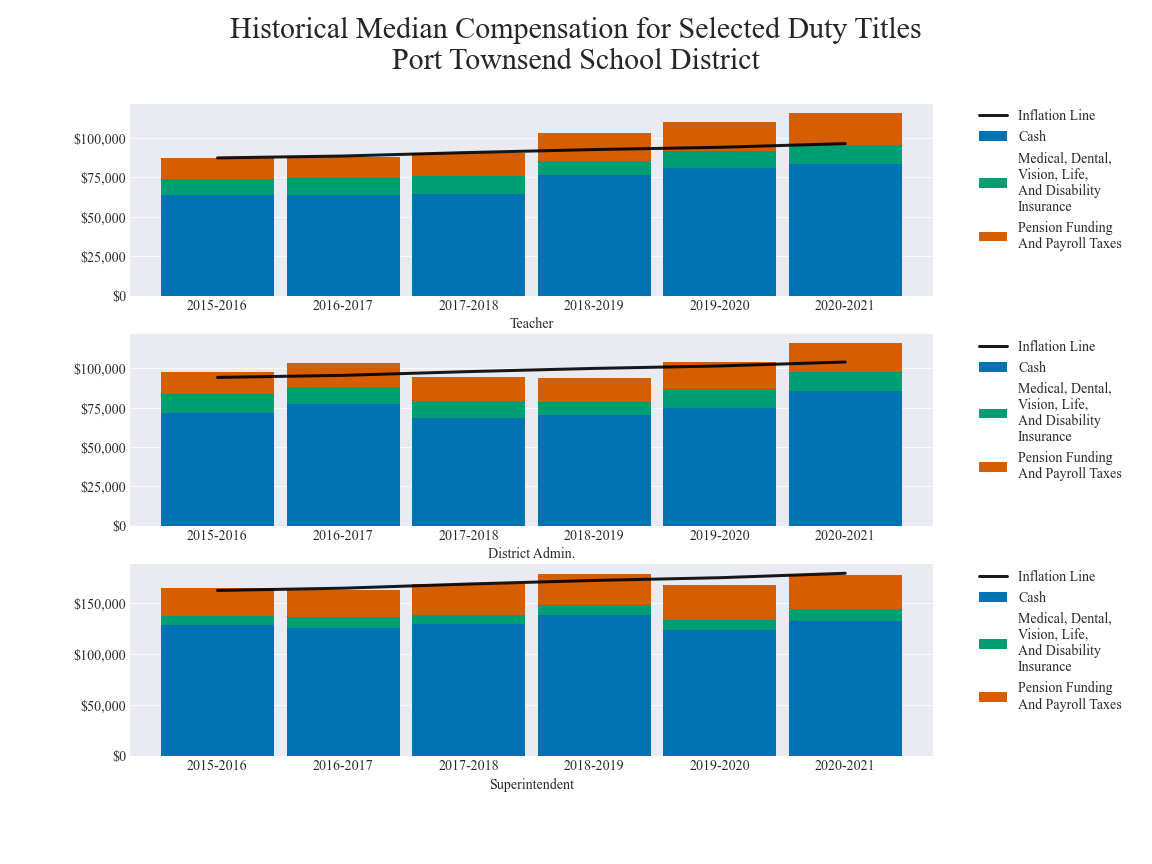 Historical Median Compensation for Selected Duty Titles
Port Townsend School District
$100,000
$75,000
$50,000
$25,000
$0
2015-2016 2016-2017 2017-2018 2018-2019 2019-2020 2020-2021
Teacher
Inflation Line
Cash
Medical, Dental,
Vision, Life,
And Disability
Insurance
Pension Funding
And Payroll Taxes
$100,000
$75,000
$50,000
$25,000
$0
2015-2016 2016-2017 2017-2018 2018-2019 2019-2020 2020-2021
District Admin.
Inflation Line
Cash
Medical, Dental,
Vision, Life,
And Disability
Insurance
Pension Funding
And Payroll Taxes
$150,000
$100,000
$50,000
$0
2015-2016 2016-2017 2017-2018 2018-2019 2019-2020 2020-2021
Superintendent
Inflation Line
Cash
Medical, Dental,
Vision, Life,
And Disability
Insurance
Pension Funding
And Payroll Taxes